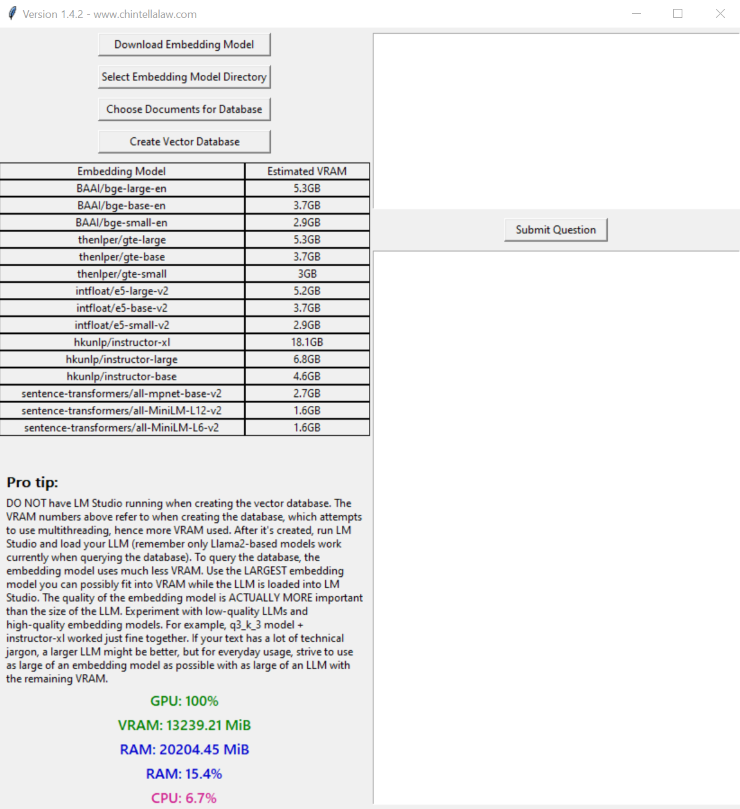 Version 1.4.2 - www.chintellalaw.com
Download Embedding Model
Select Embedding Model Directory
Choose Documents for Database
Create Vector Database
Embedding Model Estimated VRAM
BAAI/bge-large-en 5.3GB
BAAI/bge-base-en 3.7GB
BAAI/bge-small-en 2.9GB
thenlper/gte-large 5.3GB
thenlper/gte-base 3.7GB
thenlper/gte-small 3GB
intfloat/e5-large-v2 5.2GB
intfloat/e5-base-v2 3.7GB
intfloat/e5-small-v2 2.9GB
hkunlp/instructor-xl 18.1GB
hkunlp/instructor-large 6.8GB
hkunlp/instructor-base 4.6GB
sentence-transformers/all-mpnet-base-v2 2.7GB
sentence-transformers/all-MiniLM-L12-v2 1.6GB
sentence-transformers/all-MiniLM-L6-v2 1.6GB
Pro tip:
DO NOT have LM Studio running when creating the vector database. The
VRAM numbers above refer to when creating the database, which attempts
to use multithreading, hence more VRAM used. After it's created, run LM
Studio and load your LLM (remember only Llama2-based models work
currently when querying the database). To query the database, the
embedding model uses much less VRAM. Use the LARGEST embedding
model you can possibly fit into VRAM while the LLM is loaded into LM
Studio. The quality of the embedding model is ACTUALLY MORE important
than the size of the LLM. Experiment with low-quality LLMs and
high-quality embedding models. For example, q3_k_3 model +
instructor-xl worked just fine together. If your text has a lot of technical
jargon, a larger LLM might be better, but for everyday usage, strive to use
as large of an embedding model as possible with as large of an LLM with
the remaining VRAM.
GPU: 100%
VRAM: 13239.21 MiB
RAM: 20204.45 MiB
RAM: 15.4%
CPU: 6.7%
Submit Question